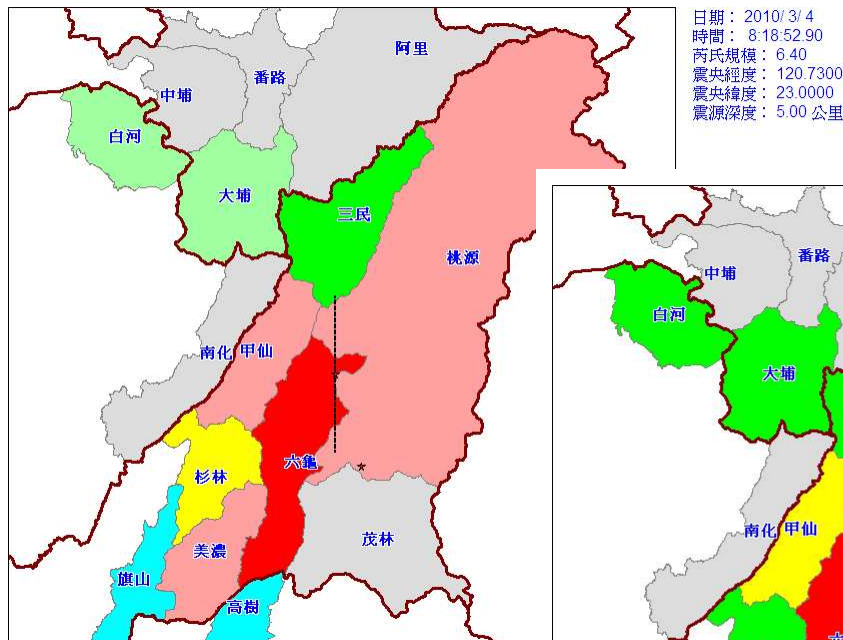 日期： 2010/ 3/ 4
時間： 8:18:52.90
芮氏規模： 6.40
震央經度： 120.7300
震央緯度： 23.0000
震源深度： 5.00 公里
阿里
番路
中埔
白河
大埔
三民
桃源
南化 甲仙
六龜
杉林
茂林
美濃
旗山
高樹
番路
中埔
白河
大埔
南化 甲仙